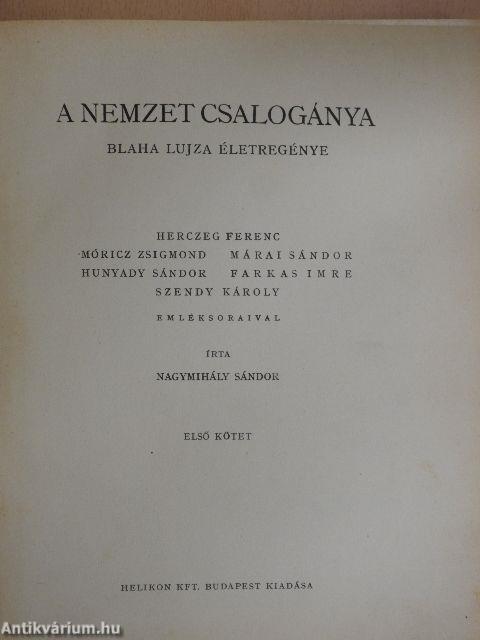 A NEMZET CSALOGÁNYA
BLAHA LUJZA ÉLETREGÉNYE
HERCZEG FERENC
MÓRICZ ZSIGMOND MÁRAI SÁNDOR
HUNYADY SÁNDOR FARKAS IMRE
SZENDY KÁROLY
EMLÉKSORAIVAL
ÍRTA
NAGYMIHÁLY SÁNDOR
ELSŐ KÖTET
HELIKON KFT. BUDAPEST KIADÁSA
Antikvárium.hu